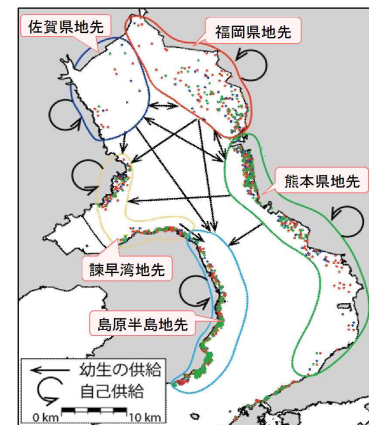 佐賀県地先
福岡県地先
熊本県地先
諫早湾地先
島原半島地先
幼生の供給
自己供給
0 km 10 km